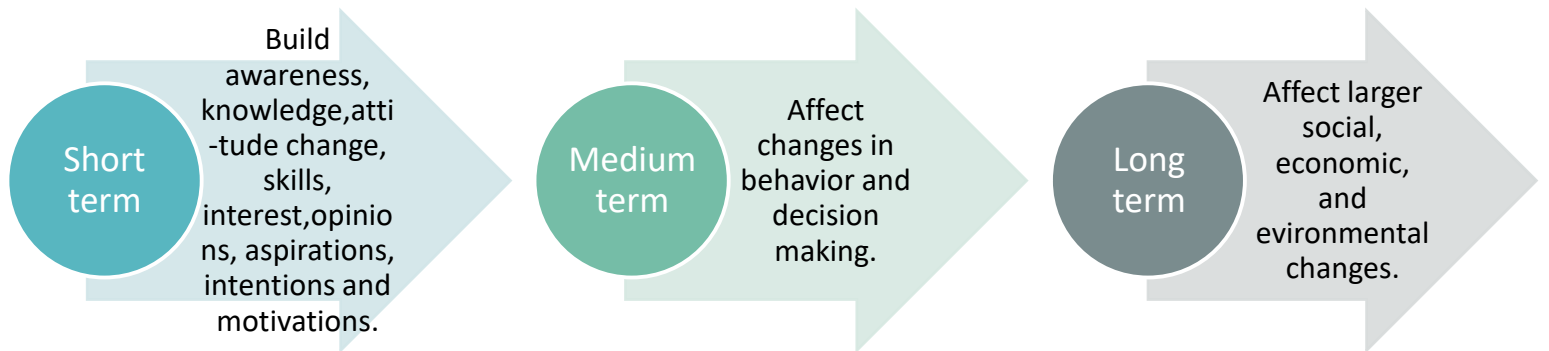 Short
term
Build
awareness,
knowledge,atti
-tude change,
skills,
interest,opinio
ns, aspirations,
intentions and
motivations.
Medium
term
Affect
changes in
behavior and
decision
making.
Long
term
Affect larger
social,
economic,
and
evironmental
changes.